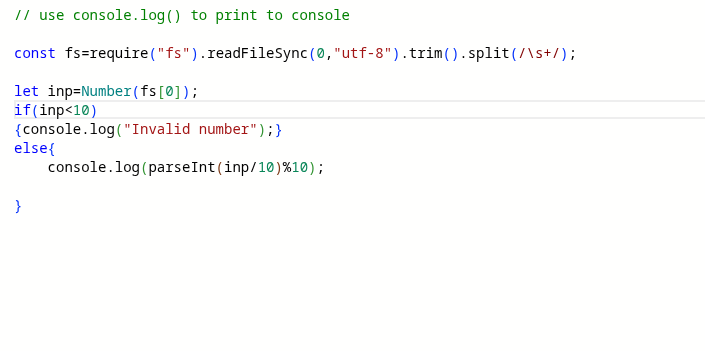 // use console.log() to print to console
const fs=require("fs").readFileSync(0,"utf-8").trim().split(/\s+/);
let inp=Number(fs[0]);
if(inp<10)
{console.log("Invalid number");}
else{
    console.log(parseInt(inp/10)%10);
}